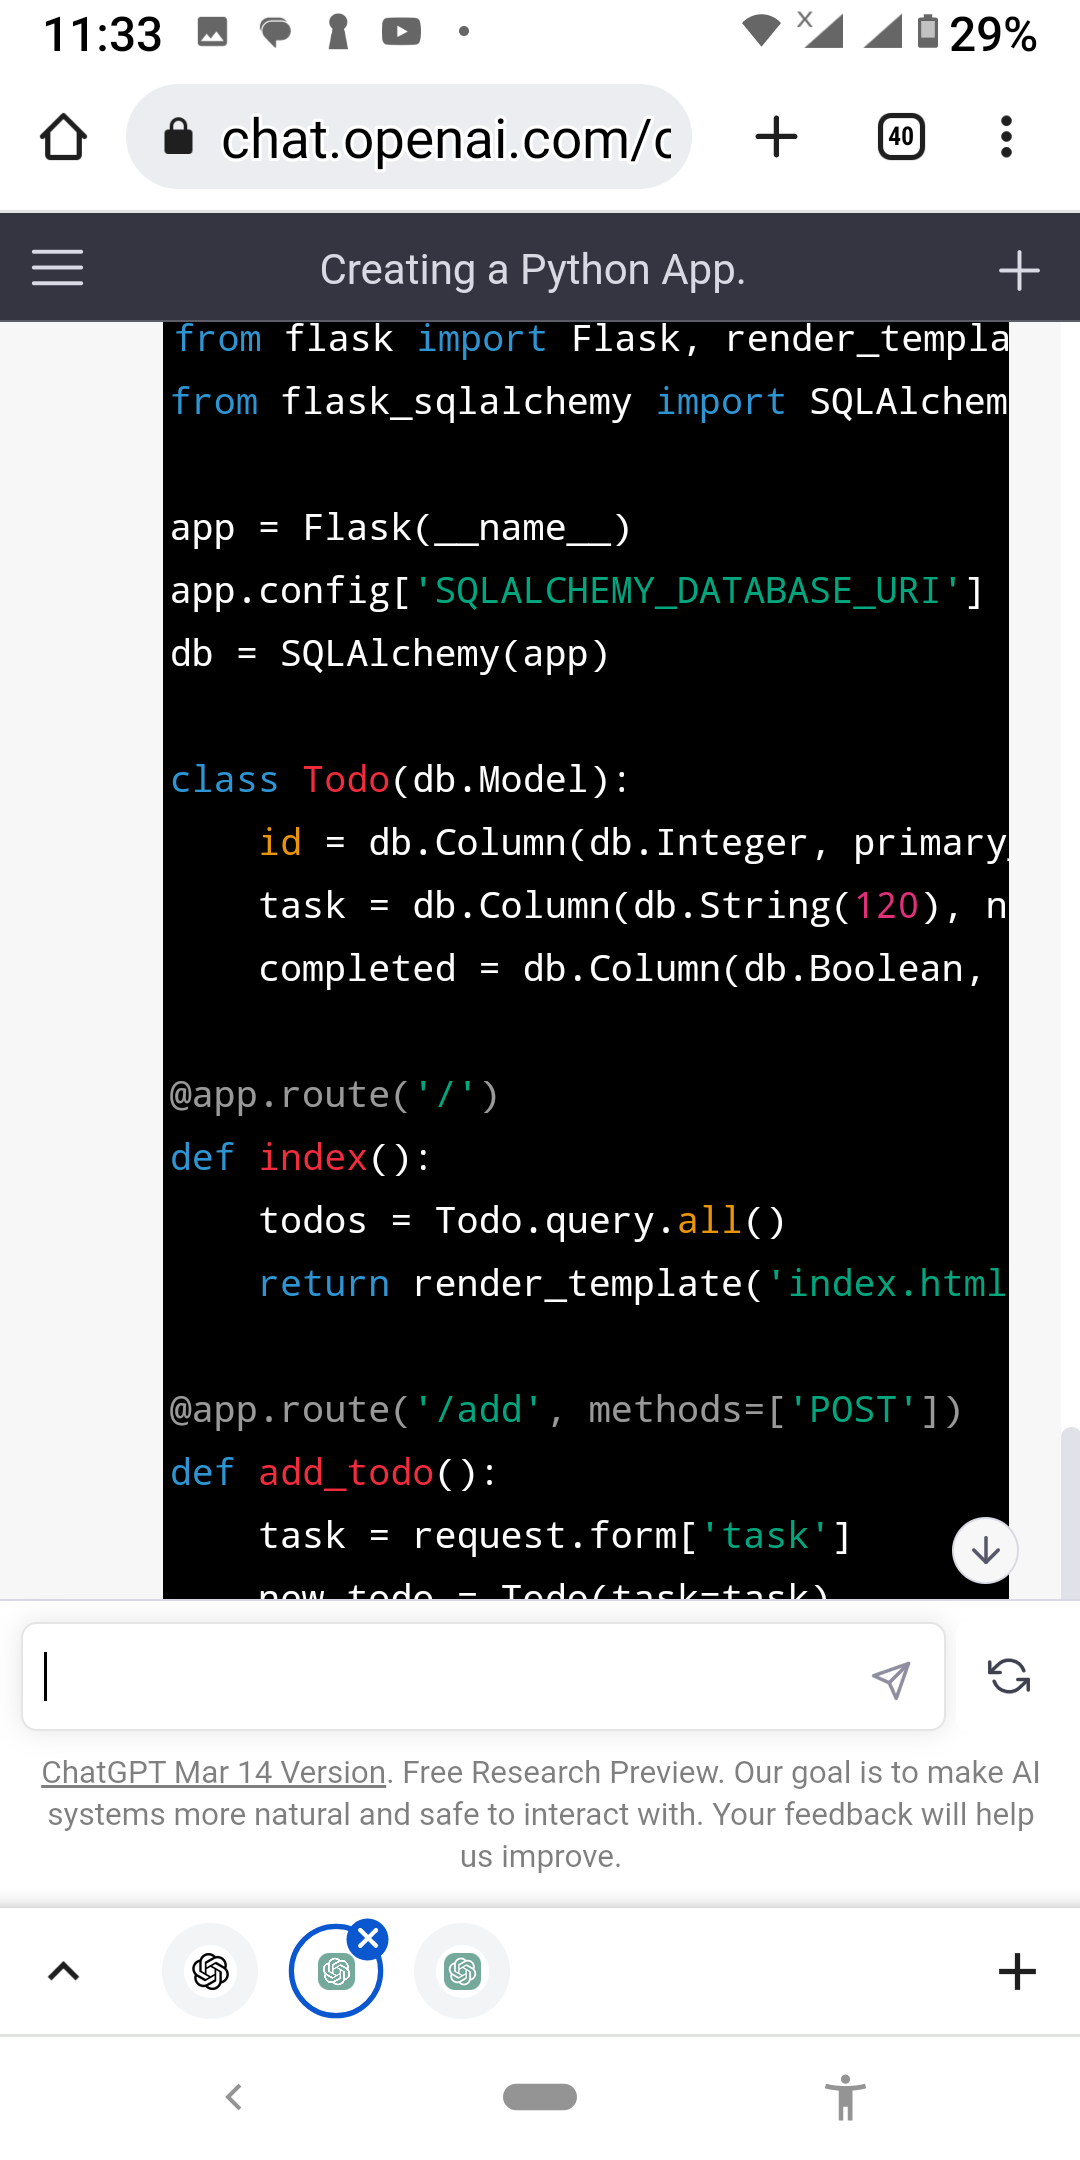 11:33
x
29%
chat.openai.com/c
40
Creating a Python App.
from flask import Flask, render_templa
from flask_sqlalchemy import SQLAlchem
app = Flask(__name__)
app.config['SQLALCHEMY_DATABASE_URI']
db = SQLAlchemy(app)
class Todo(db.Model):
    id = db.Column(db.Integer, primary_
    task = db.Column(db.String(120), n
    completed = db.Column(db.Boolean,
@app.route('/')
def index():
    todos = Todo.query.all()
    return render_template('index.html
@app.route('/add', methods=['POST'])
def add_todo():
    task = request.form['task']
    new_todo = Todo(task=task)
ChatGPT Mar 14 Version. Free Research Preview. Our goal is to make AI
systems more natural and safe to interact with. Your feedback will help
us improve.